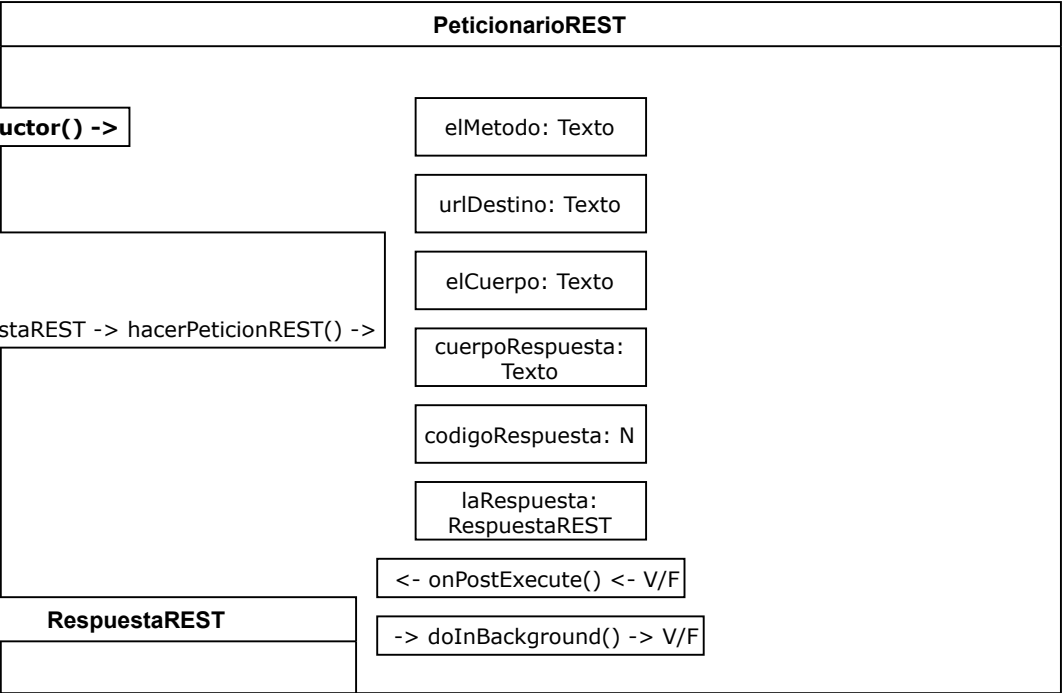 PeticionarioREST
uctor() ->
elMetodo: Texto
urlDestino: Texto
elCuerpo: Texto
staREST -> hacerPeticionREST() ->
cuerpoRespuesta:
Texto
codigoRespuesta: N
laRespuesta:
RespuestaREST
<- onPostExecute() <- V/F
RespuestaREST
-> doInBackground() -> V/F